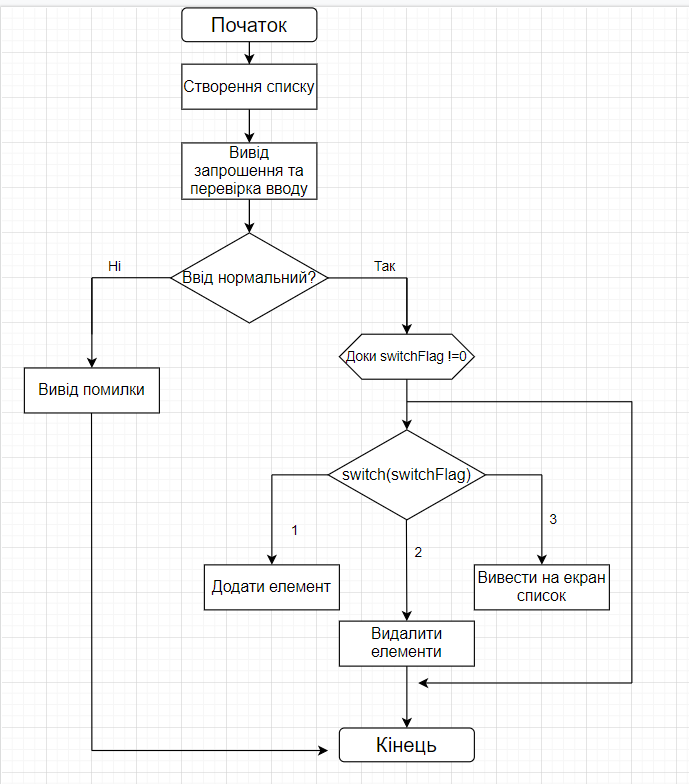 Початок
Створення списку
Вивід
запрошення та
перевірка вводу
Ввід нормальний?
Ні
Так
Доки switchFlag !=0
Вивід помилки
switch(switchFlag)
1
2
3
Додати елемент
Вивести на екран
список
Видалити
елементи
Кінець